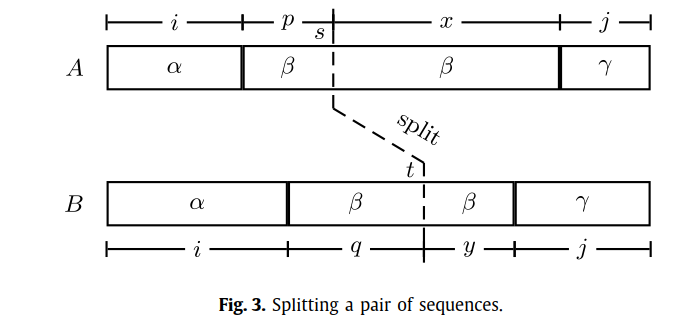 i p s x j
A α β β γ
split
t
B α β β γ
i q y j
Fig. 3. Splitting a pair of sequences.